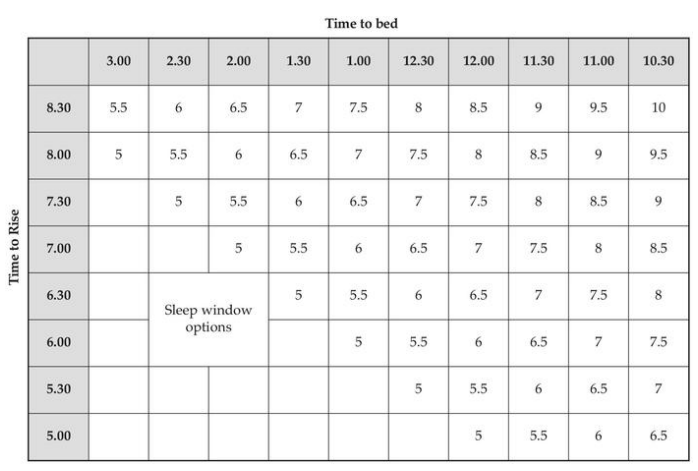 Time to bed
3.00 2.30 2.00 1.30 1.00 12.30 12.00 11.30 11.00 10.30
8.30 5.5 6 6.5 7 7.5 8 8.5 9 9.5 10
8.00 5 5.5 6 6.5 7 7.5 8 8.5 9 9.5
7.30 5 5.5 6 6.5 7 7.5 8 8.5 9
Time to Rise
7.00 5 5.5 6 6.5 7 7.5 8 8.5
6.30 5 5.5 6 6.5 7 7.5 8
Sleep window
options
6.00 5 5.5 6 6.5 7 7.5
5.30 5 5.5 6 6.5 7
5.00 5 5.5 6 6.5